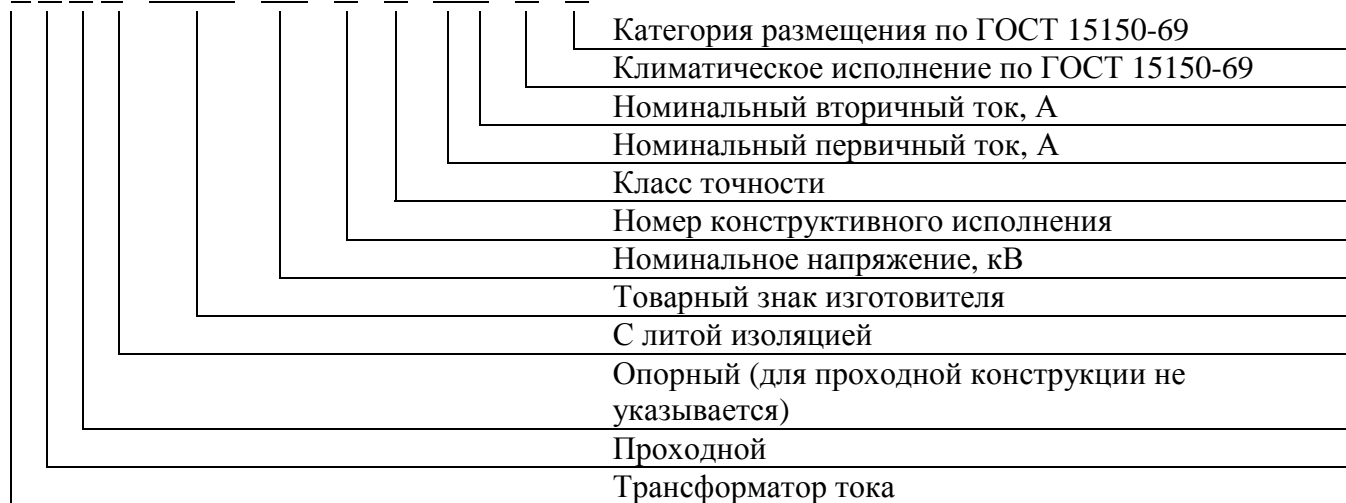 Категория размещения по ГОСТ 15150-69
Климатическое исполнение по ГОСТ 15150-69
Номинальный вторичный ток, А
Номинальный первичный ток, А
Класс точности
Номер конструктивного исполнения
Номинальное напряжение, кВ
Товарный знак изготовителя
С литой изоляцией
Опорный (для проходной конструкции не
указывается)
Проходной
Трансформатор тока